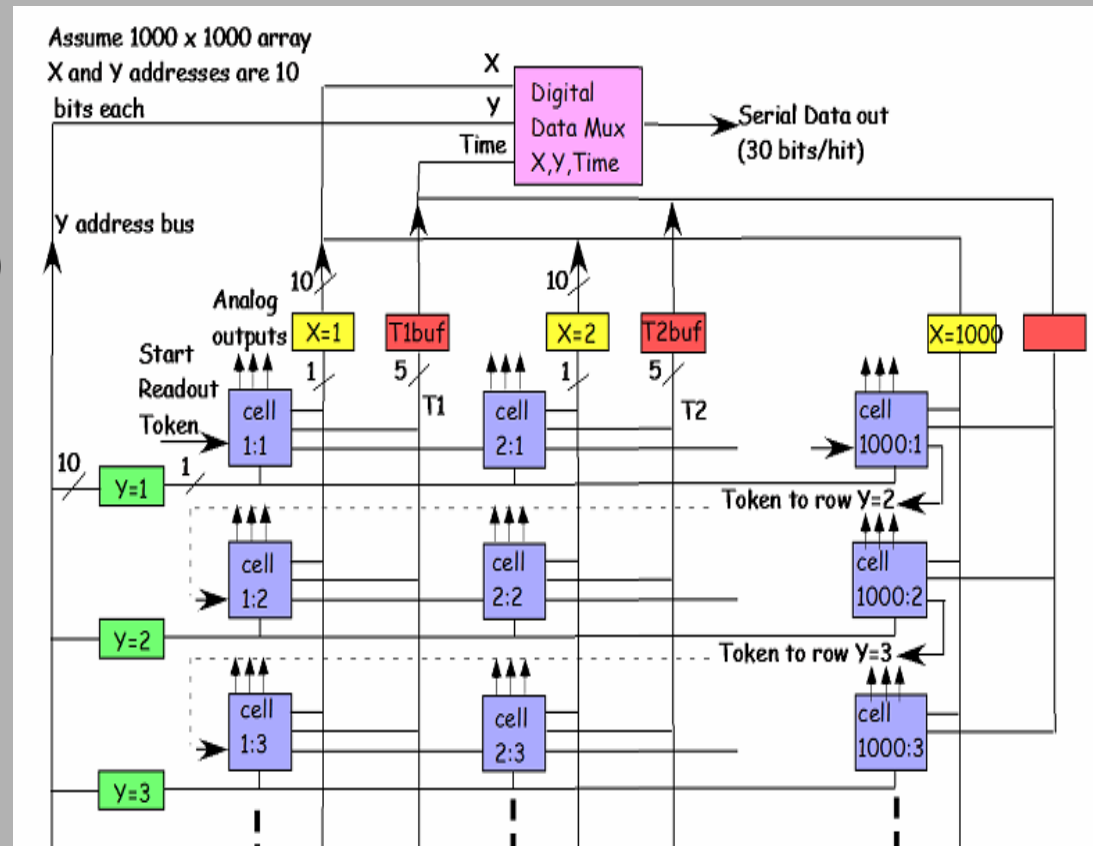 Assume 1000 x 1000 array
X and Y addresses are 10
bits each
X
Y
Time
Digital
Data Mux
X,Y,Time
Serial Data out
(30 bits/hit)
Y address bus
10
10
Analog
outputs
X=1
T1buf
X=2
T2buf
X=1000
Start
Readout
Token
1
5
T1
1
5
T2
cell
1:1
cell
2:1
cell
1000:1
10
Y=1
1
Token to row Y=2
cell
1:2
cell
2:2
cell
1000:2
Y=2
Token to row Y=3
cell
1:3
cell
2:3
cell
1000:3
Y=3